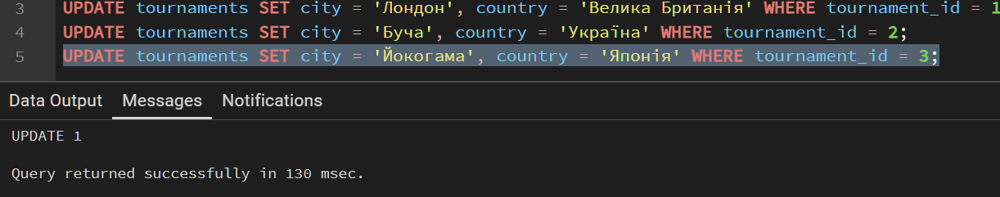 3 UPDATE tournaments SET city = 'Лондон', country = 'Велика Британія' WHERE tournament_id = 1
4 UPDATE tournaments SET city = 'Буча', country = 'Україна' WHERE tournament_id = 2;
5 UPDATE tournaments SET city = 'Йокогама', country = 'Японія' WHERE tournament_id = 3;
Data Output Messages Notifications
UPDATE 1
Query returned successfully in 130 msec.